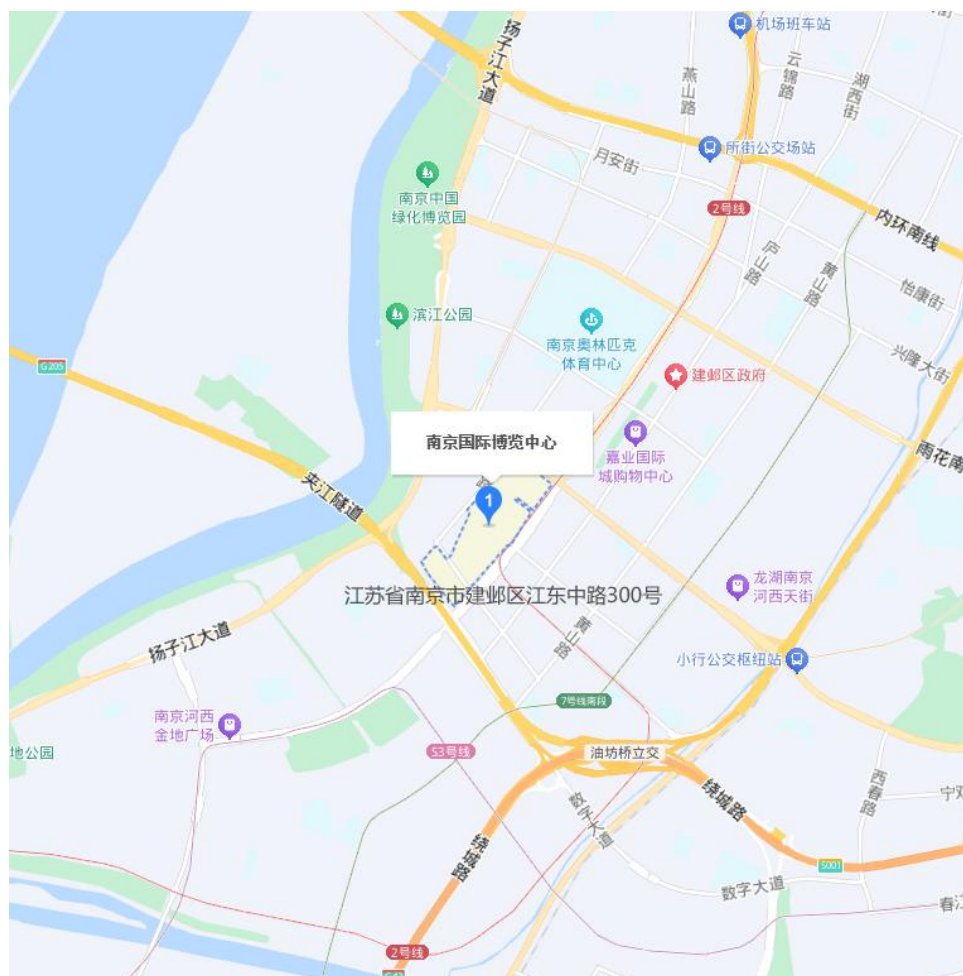 机场班车站
扬子江大道
燕山路
云锦路
湖西街
所街公交场站
月安街
南京中国
绿化博览园
2号线
内环南线
庐山路
黄山路
怡康街
滨江公园
南京奥林匹克
体育中心
兴隆大街
G205
建邺区政府
南京国际博览中心
嘉业国际
城购物中心
雨花南
路
夹江隧道
1
江苏省南京市建邺区江东中路300号
龙湖南京
河西天街
黄山路
扬子江大道
小行公交枢纽站
7号线南段
南京河西
金地广场
地公园
S3号线
油坊桥立交
绕城路
西春路
数字大道
绕城路
S001
数字大道
春江
2号线